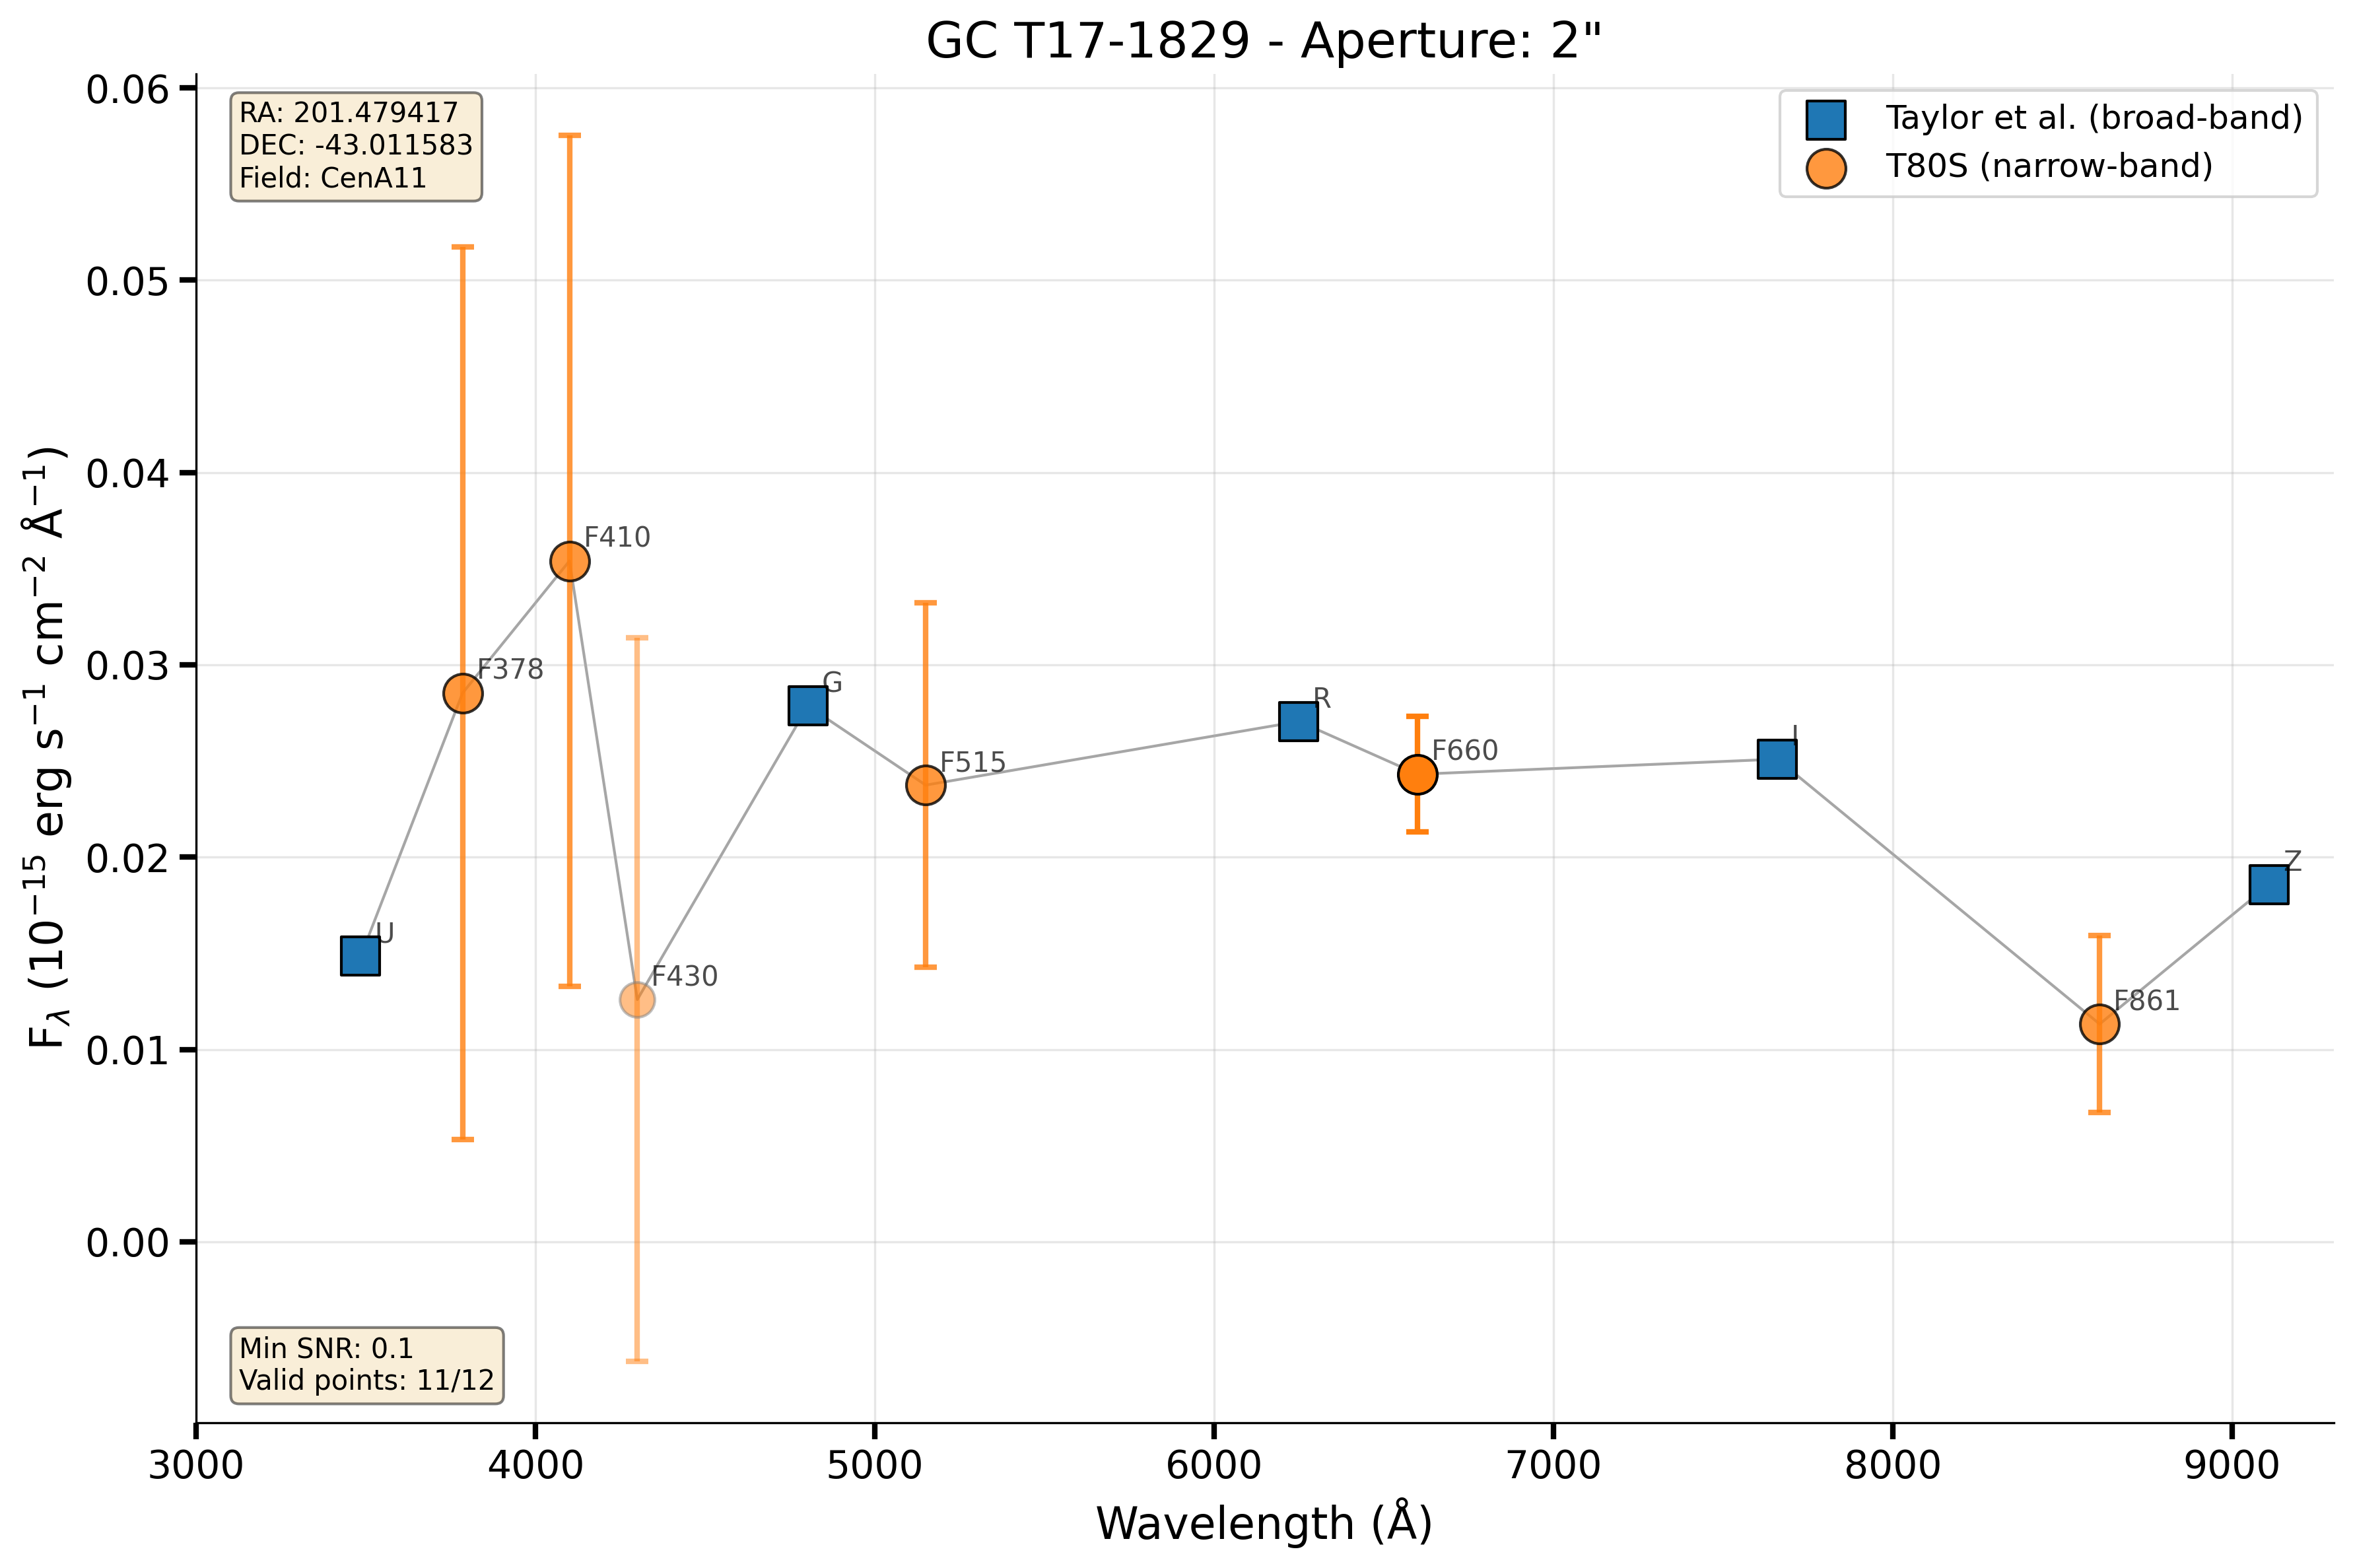 GC T17-1829 - Aperture: 2"
RA: 201.479417
DEC: -43.011583
Field: CenA11
Taylor et al. (broad-band)
T80S (narrow-band)
0.06
0.05
0.04
0.03
0.02
0.01
0.00
F_λ (10⁻¹⁵ erg s⁻¹ cm⁻² Å⁻¹)
U
F378
F410
F430
G
F515
R
F660
I
F861
Z
Min SNR: 0.1
Valid points: 11/12
3000 4000 5000 6000 7000 8000 9000
Wavelength (Å)